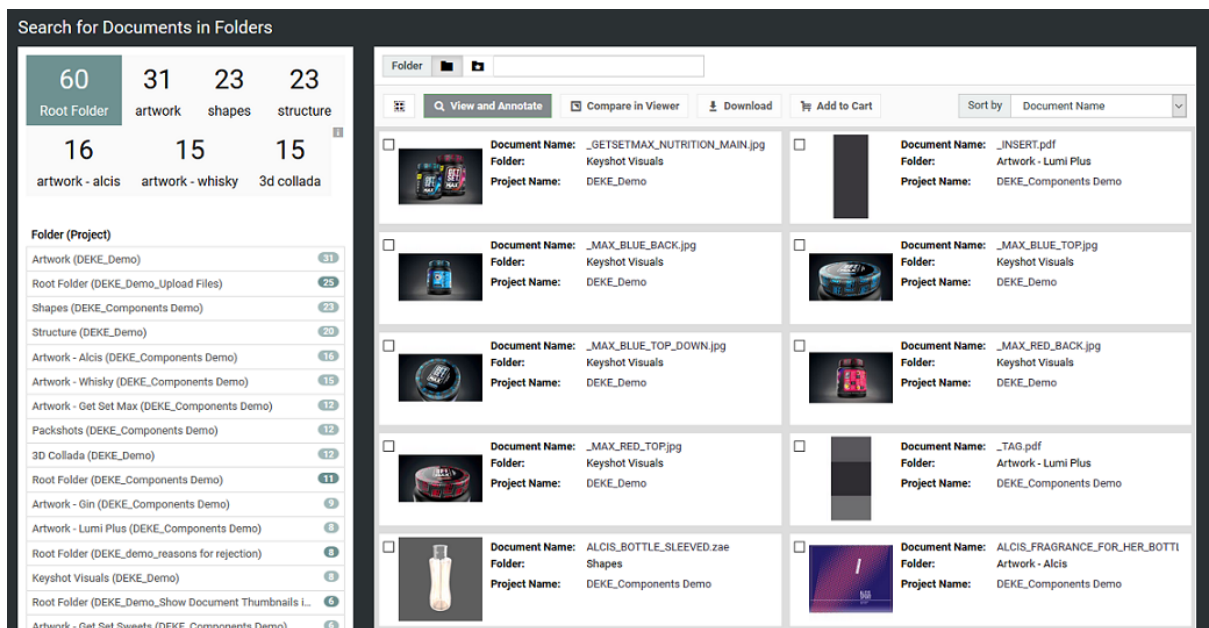 Search for Documents in Folders
60 31 23 23
Root Folder artwork shapes structure
16 15 15
artwork - alcis artwork - whisky 3d collada
Folder (Project)
Artwork (DEKE_Demo) 31
Root Folder (DEKE_Demo_Upload Files) 25
Shapes (DEKE_Components Demo) 23
Structure (DEKE_Demo) 20
Artwork - Alcis (DEKE_Components Demo) 16
Artwork - Whisky (DEKE_Components Demo) 15
Artwork - Get Set Max (DEKE_Components Demo) 12
Packshots (DEKE_Components Demo) 12
3D Collada (DEKE_Demo) 12
Root Folder (DEKE_Components Demo) 11
Artwork - Gin (DEKE_Components Demo) 9
Artwork - Lumi Plus (DEKE_Components Demo) 8
Root Folder (DEKE_demo_reasons for rejection) 8
Keyshot Visuals (DEKE_Demo) 8
Root Folder (DEKE_Demo_Show Document Thumbnails i... 6
Artwork - Get Set Sweets (DEKE_Components Demo) 6
Folder
View and Annotate Compare in Viewer Download Add to Cart Sort by Document Name
GET SET MAX
Document Name: _GETSETMAX_NUTRITION_MAIN.jpg
Folder: Keyshot Visuals
Project Name: DEKE_Demo
Document Name: _INSERT.pdf
Folder: Artwork - Lumi Plus
Project Name: DEKE_Components Demo
Document Name: _MAX_BLUE_BACK.jpg
Folder: Keyshot Visuals
Project Name: DEKE_Demo
Document Name: _MAX_BLUE_TOP.jpg
Folder: Keyshot Visuals
Project Name: DEKE_Demo
Document Name: _MAX_BLUE_TOP_DOWN.jpg
Folder: Keyshot Visuals
Project Name: DEKE_Demo
Document Name: _MAX_RED_BACK.jpg
Folder: Keyshot Visuals
Project Name: DEKE_Demo
Document Name: _MAX_RED_TOP.jpg
Folder: Keyshot Visuals
Project Name: DEKE_Demo
Document Name: _TAG.pdf
Folder: Artwork - Lumi Plus
Project Name: DEKE_Components Demo
Document Name: ALCIS_BOTTLE_SLEEVED.zae
Folder: Shapes
Project Name: DEKE_Components Demo
Document Name: ALCIS_FRAGRANCE_FOR_HER_BOTTL
Folder: Artwork - Alcis
Project Name: DEKE_Components Demo